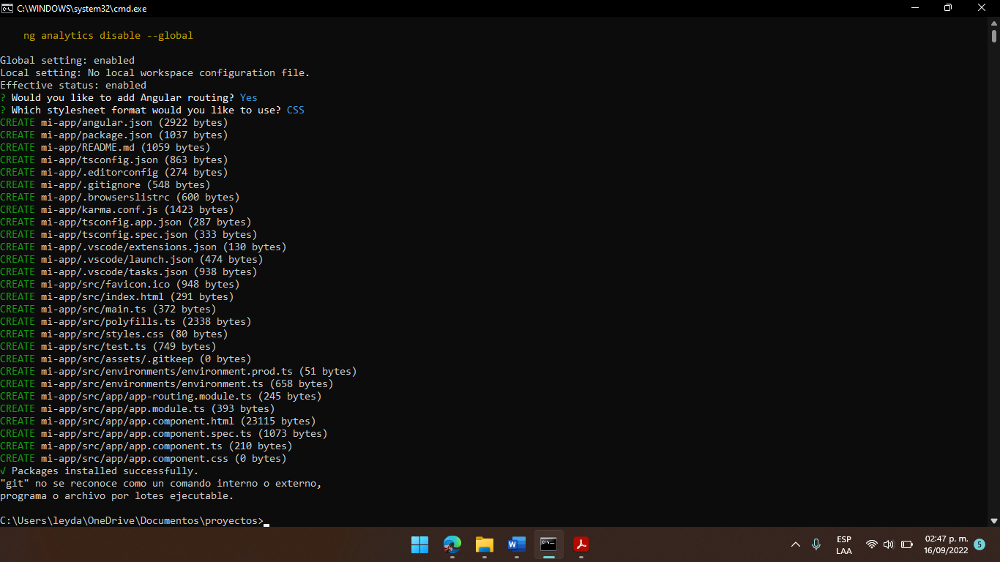 C:\WINDOWS\system32\cmd.exe
ng analytics disable --global
Global setting: enabled
Local setting: No local workspace configuration file.
Effective status: enabled
? Would you like to add Angular routing? Yes
? Which stylesheet format would you like to use? CSS
CREATE mi-app/angular.json (2922 bytes)
CREATE mi-app/package.json (1037 bytes)
CREATE mi-app/README.md (1059 bytes)
CREATE mi-app/tsconfig.json (863 bytes)
CREATE mi-app/.editorconfig (274 bytes)
CREATE mi-app/.gitignore (548 bytes)
CREATE mi-app/.browserslistrc (600 bytes)
CREATE mi-app/karma.conf.js (1423 bytes)
CREATE mi-app/tsconfig.app.json (287 bytes)
CREATE mi-app/tsconfig.spec.json (333 bytes)
CREATE mi-app/.vscode/extensions.json (130 bytes)
CREATE mi-app/.vscode/launch.json (474 bytes)
CREATE mi-app/.vscode/tasks.json (938 bytes)
CREATE mi-app/src/favicon.ico (948 bytes)
CREATE mi-app/src/index.html (291 bytes)
CREATE mi-app/src/main.ts (372 bytes)
CREATE mi-app/src/polyfills.ts (2338 bytes)
CREATE mi-app/src/styles.css (80 bytes)
CREATE mi-app/src/test.ts (749 bytes)
CREATE mi-app/src/assets/.gitkeep (0 bytes)
CREATE mi-app/src/environments/environment.prod.ts (51 bytes)
CREATE mi-app/src/environments/environment.ts (658 bytes)
CREATE mi-app/src/app/app-routing.module.ts (245 bytes)
CREATE mi-app/src/app/app.module.ts (393 bytes)
CREATE mi-app/src/app/app.component.html (23115 bytes)
CREATE mi-app/src/app/app.component.spec.ts (1073 bytes)
CREATE mi-app/src/app/app.component.ts (210 bytes)
CREATE mi-app/src/app/app.component.css (0 bytes)
√ Packages installed successfully.
"git" no se reconoce como un comando interno o externo,
programa o archivo por lotes ejecutable.
C:\Users\leyda\OneDrive\Documentos\proyectos>
ESP
LAA
02:47 p. m.
16/09/2022
5